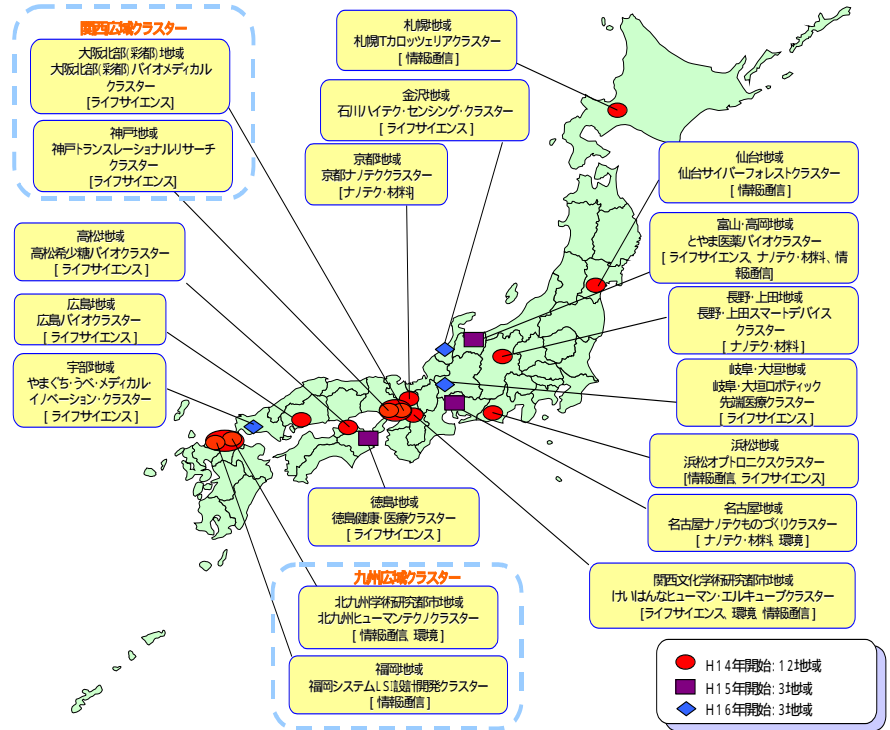 関西広域クラスター
大阪北部(彩都)地域
大阪北部(彩都)バイオメディカル
クラスター
[ライフサイエンス]
神戸地域
神戸トランスレーショナルリサーチ
クラスター
[ライフサイエンス]
札幌地域
札幌ITカロッツェリアクラスター
[情報通信]
金沢地域
石川ハイテク・センシング・クラスター
[ライフサイエンス]
京都地域
京都ナノテククラスター
[ナノテク・材料]
仙台地域
仙台サイバーフォレストクラスター
[情報通信]
富山・高岡地域
とやま医薬バイオクラスター
[ライフサイエンス、ナノテク・材料、情
報通信]
長野・上田地域
長野・上田スマートデバイス
クラスター
[ナノテク・材料]
岐阜・大垣地域
岐阜・大垣ロボティック
先端医療クラスター
[ライフサイエンス]
浜松地域
浜松オプトロニクスクラスター
[情報通信、ライフサイエンス]
名古屋地域
名古屋ナノテクものづくりクラスター
[ナノテク・材料、環境]
関西文化学術研究都市地域
けいはんなヒューマン・エルキューブクラスター
[ライフサイエンス、環境、情報通信]
高松地域
高松希少糖バイオクラスター
[ライフサイエンス]
広島地域
広島バイオクラスター
[ライフサイエンス]
宇部地域
やまぐち・うべ・メディカル・
イノベーション・クラスター
[ライフサイエンス]
徳島地域
徳島健康・医療クラスター
[ライフサイエンス]
九州広域クラスター
北九州学術研究都市地域
北九州ヒューマンテクノクラスター
[情報通信、環境]
福岡地域
福岡システムLSI設計開発クラスター
[情報通信]
H14年開始:12地域
H15年開始:3地域
H16年開始:3地域